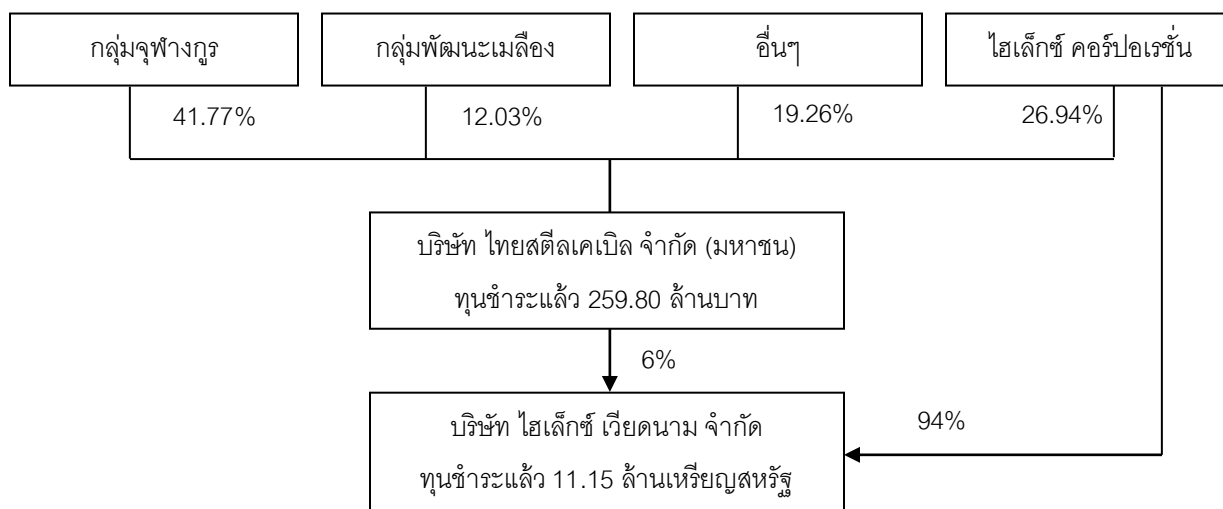 กลุ่มจุฬางกูร
กลุ่มพัฒนะเมลือง
อื่นๆ
ไฮเล็กซ์ คอร์ปอเรชั่น
41.77%
12.03%
19.26%
26.94%
บริษัท ไทยสตีลเคเบิล จำกัด (มหาชน)
ทุนชำระแล้ว 259.80 ล้านบาท
6%
บริษัท ไฮเล็กซ์ เวียดนาม จำกัด
ทุนชำระแล้ว 11.15 ล้านเหรียญสหรัฐ
94%